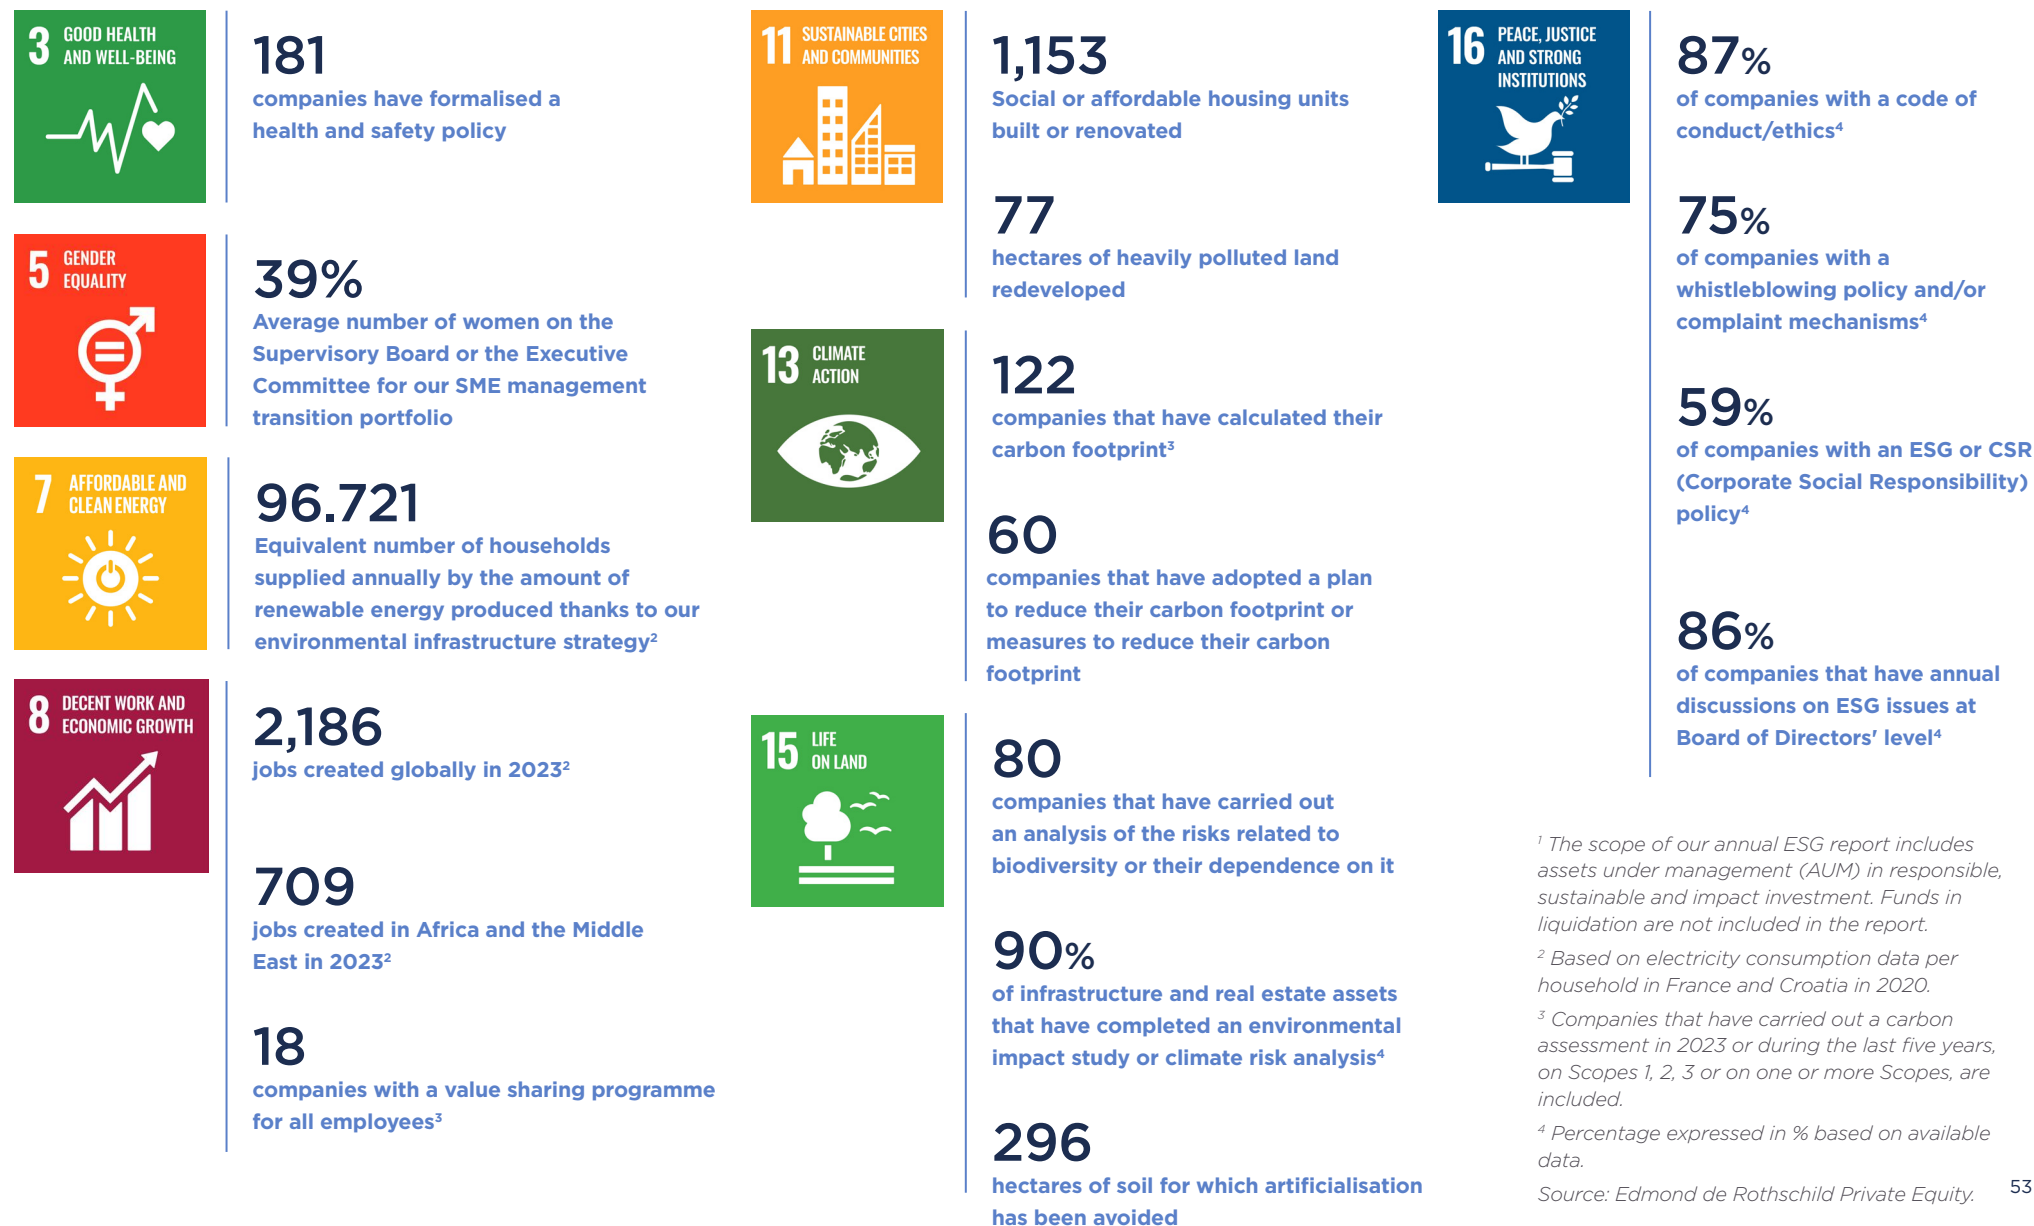 3 GOOD HEALTH
AND WELL-BEING
181
companies have formalised a
health and safety policy
5 GENDER
EQUALITY
39%
Average number of women on the
Supervisory Board or the Executive
Committee for our SME management
transition portfolio
7 AFFORDABLE AND
CLEAN ENERGY
96.721
Equivalent number of households
supplied annually by the amount of
renewable energy produced thanks to our
environmental infrastructure strategy²
8 DECENT WORK AND
ECONOMIC GROWTH
2,186
jobs created globally in 2023²
709
jobs created in Africa and the Middle
East in 2023²
18
companies with a value sharing programme
for all employees³
11 SUSTAINABLE CITIES
AND COMMUNITIES
1,153
Social or affordable housing units
built or renovated
77
hectares of heavily polluted land
redeveloped
13 CLIMATE
ACTION
122
companies that have calculated their
carbon footprint³
60
companies that have adopted a plan
to reduce their carbon footprint or
measures to reduce their carbon
footprint
15 LIFE
ON LAND
80
companies that have carried out
an analysis of the risks related to
biodiversity or their dependence on it
90%
of infrastructure and real estate assets
that have completed an environmental
impact study or climate risk analysis⁴
296
hectares of soil for which artificialisation
has been avoided
16 PEACE, JUSTICE
AND STRONG
INSTITUTIONS
87%
of companies with a code of
conduct/ethics⁴
75%
of companies with a
whistleblowing policy and/or
complaint mechanisms⁴
59%
of companies with an ESG or CSR
(Corporate Social Responsibility)
policy⁴
86%
of companies that have annual
discussions on ESG issues at
Board of Directors' level⁴
¹ The scope of our annual ESG report includes
assets under management (AUM) in responsible,
sustainable and impact investment. Funds in
liquidation are not included in the report.
² Based on electricity consumption data per
household in France and Croatia in 2020.
³ Companies that have carried out a carbon
assessment in 2023 or during the last five years,
on Scopes 1, 2, 3 or on one or more Scopes, are
included.
⁴ Percentage expressed in % based on available
data.
Source: Edmond de Rothschild Private Equity.
53